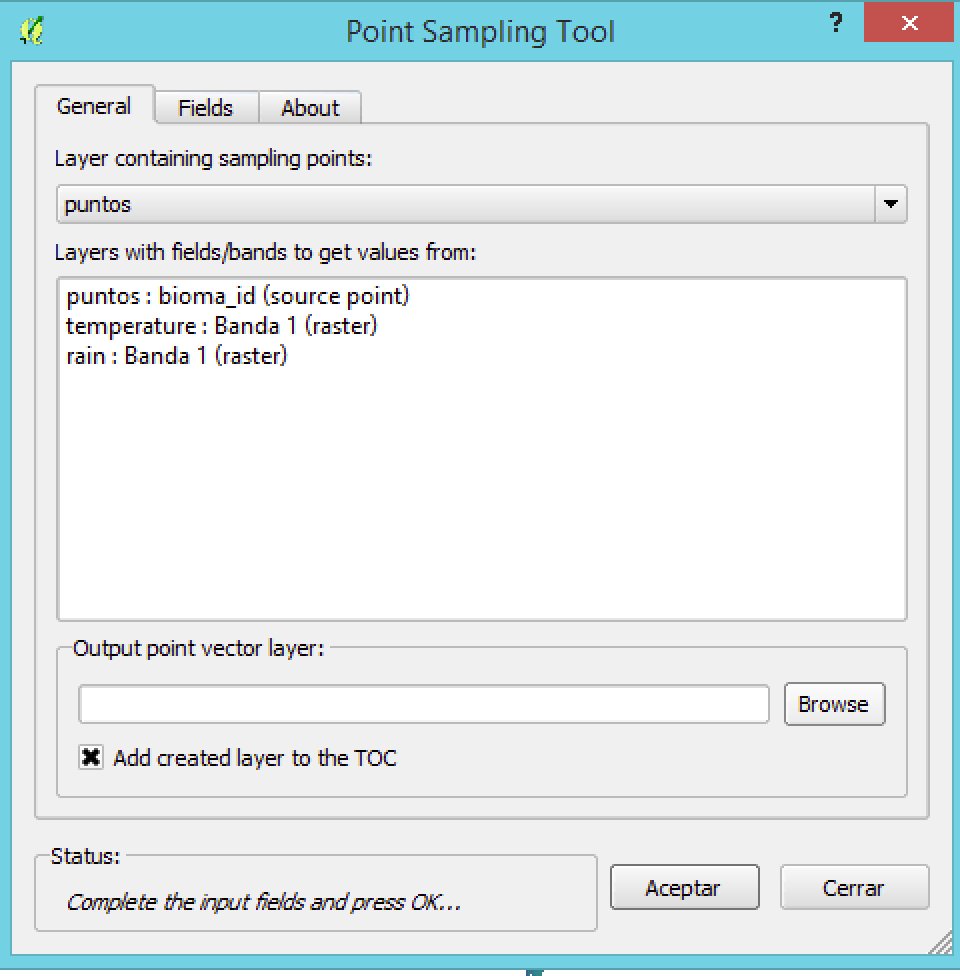 Point Sampling Tool
?
General
Fields
About
Layer containing sampling points:
puntos
Layers with fields/bands to get values from:
puntos : bioma_id (source point)
temperature : Banda 1 (raster)
rain : Banda 1 (raster)
Output point vector layer:
Browse
Add created layer to the TOC
Status:
Complete the input fields and press OK...
Aceptar
Cerrar